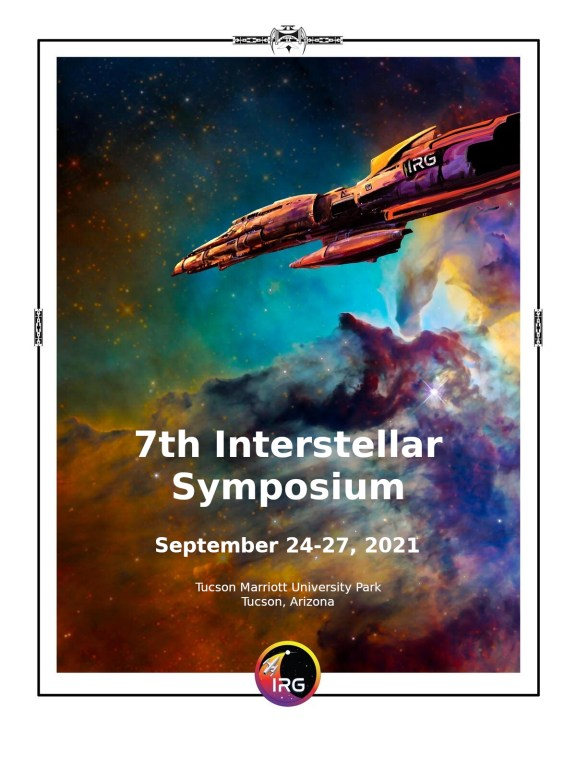 IRG
7th Interstellar
Symposium
September 24-27, 2021
Tucson Marriott University Park
Tucson, Arizona
IRG